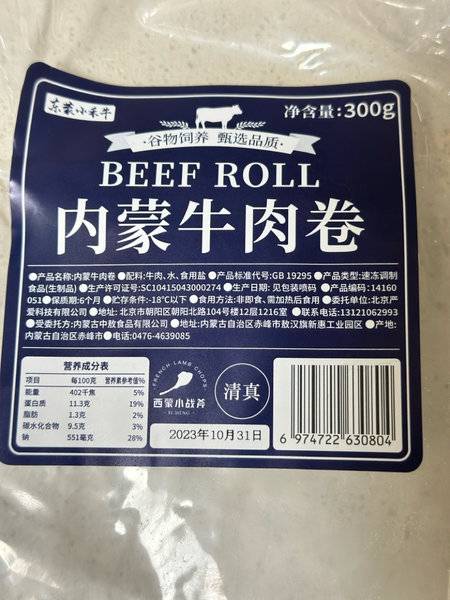 东蒙小禾牛
净含量:300g
·谷物饲养 甄选品质·
BEEF ROLL
内蒙牛肉卷
●产品名称:内蒙牛肉卷 ●配料:牛肉、水、食用盐 ●产品标准代号:GB 19295 ●产品类型:速冻调制
食品(生制品) ●生产许可证号:SC10415043000274 ●生产日期: 见包装喷码 ●产品编码:14160
051●保质期:6个月 ●贮存条件:-18℃以下 ●食用方法:非即食、需加热后食用 ●委托单位:北京严
爱科技有限公司 ●地址: 北京市朝阳区朝阳北路104号楼12层1216室 ●联系电话:13121062993
●受委托方:内蒙古中敖食品有限公司 ●地址:内蒙古自治区赤峰市敖汉旗新惠工业园区 ●产地:
内蒙古自治区赤峰市●电话:0476-4639085
营养成分表
项目 每100克 营养素参考值%
能量 402千焦 5%
蛋白质 11.3克 19%
脂肪 1.3克 2%
碳水化合物 9.5克 3%
钠 551毫克 28%
FRENCH LAMB CHOPS
西蒙小战斧
XI MENG
清真
2023年10月31日
6 974722 630804